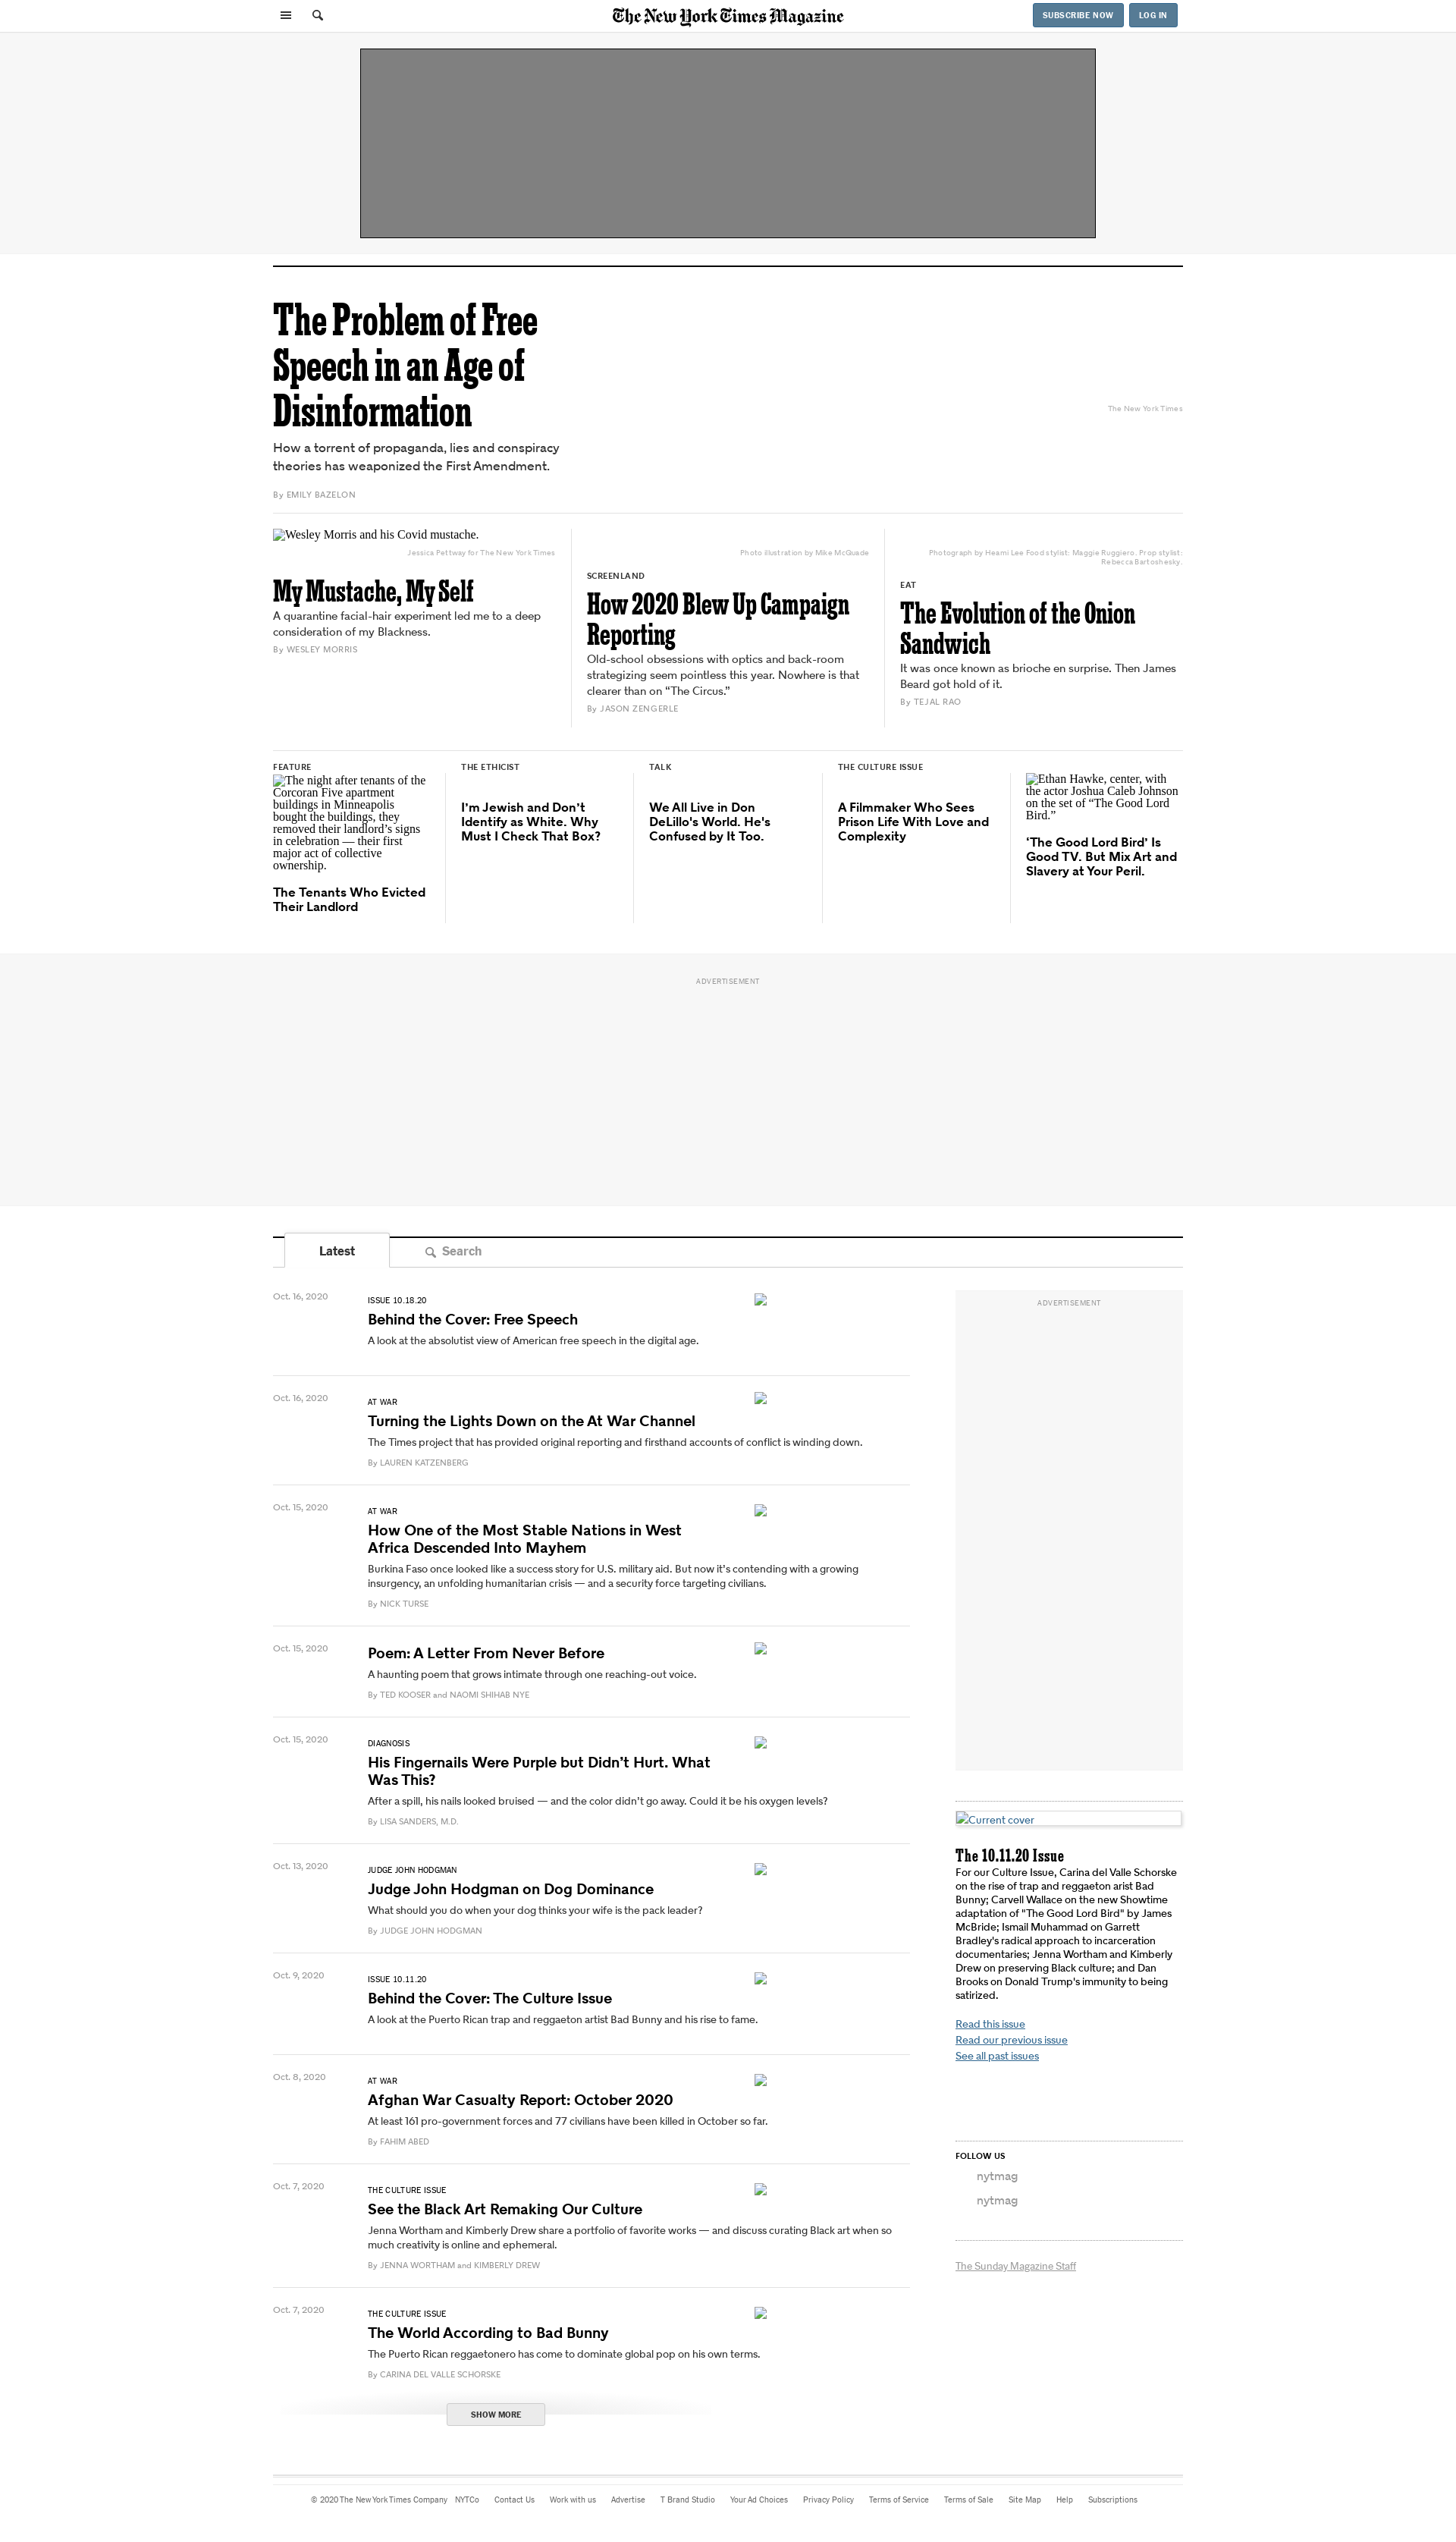 The New York Times Magazine
SUBSCRIBE NOW
LOG IN
The Problem of Free
Speech in an Age of
Disinformation
The New York Times
How a torrent of propaganda, lies and conspiracy
theories has weaponized the First Amendment.
By EMILY BAZELON
Wesley Morris and his Covid mustache.
Jessica Pettway for The New York Times
My Mustache, My Self
A quarantine facial-hair experiment led me to a deep
consideration of my Blackness.
By WESLEY MORRIS
Photo illustration by Mike McQuade
SCREENLAND
How 2020 Blew Up Campaign
Reporting
Old-school obsessions with optics and back-room
strategizing seem pointless this year. Nowhere is that
clearer than on “The Circus.”
By JASON ZENGERLE
Photograph by Heami Lee Food stylist: Maggie Ruggiero. Prop stylist:
Rebecca Bartoshesky.
EAT
The Evolution of the Onion
Sandwich
It was once known as brioche en surprise. Then James
Beard got hold of it.
By TEJAL RAO
FEATURE
The night after tenants of the
Corcoran Five apartment
buildings in Minneapolis
bought the buildings, they
removed their landlord’s signs
in celebration — their first
major act of collective
ownership.
The Tenants Who Evicted
Their Landlord
THE ETHICIST
I’m Jewish and Don’t
Identify as White. Why
Must I Check That Box?
TALK
We All Live in Don
DeLillo's World. He's
Confused by It Too.
THE CULTURE ISSUE
A Filmmaker Who Sees
Prison Life With Love and
Complexity
Ethan Hawke, center, with
the actor Joshua Caleb Johnson
on the set of “The Good Lord
Bird.”
‘The Good Lord Bird’ Is
Good TV. But Mix Art and
Slavery at Your Peril.
ADVERTISEMENT
Latest
Search
Oct. 16, 2020
ISSUE 10.18.20
Behind the Cover: Free Speech
A look at the absolutist view of American free speech in the digital age.
Oct. 16, 2020
AT WAR
Turning the Lights Down on the At War Channel
The Times project that has provided original reporting and firsthand accounts of conflict is winding down.
By LAUREN KATZENBERG
Oct. 15, 2020
AT WAR
How One of the Most Stable Nations in West
Africa Descended Into Mayhem
Burkina Faso once looked like a success story for U.S. military aid. But now it’s contending with a growing
insurgency, an unfolding humanitarian crisis — and a security force targeting civilians.
By NICK TURSE
Oct. 15, 2020
Poem: A Letter From Never Before
A haunting poem that grows intimate through one reaching-out voice.
By TED KOOSER and NAOMI SHIHAB NYE
Oct. 15, 2020
DIAGNOSIS
His Fingernails Were Purple but Didn’t Hurt. What
Was This?
After a spill, his nails looked bruised — and the color didn’t go away. Could it be his oxygen levels?
By LISA SANDERS, M.D.
Oct. 13, 2020
JUDGE JOHN HODGMAN
Judge John Hodgman on Dog Dominance
What should you do when your dog thinks your wife is the pack leader?
By JUDGE JOHN HODGMAN
Oct. 9, 2020
ISSUE 10.11.20
Behind the Cover: The Culture Issue
A look at the Puerto Rican trap and reggaeton artist Bad Bunny and his rise to fame.
Oct. 8, 2020
AT WAR
Afghan War Casualty Report: October 2020
At least 161 pro-government forces and 77 civilians have been killed in October so far.
By FAHIM ABED
Oct. 7, 2020
THE CULTURE ISSUE
See the Black Art Remaking Our Culture
Jenna Wortham and Kimberly Drew share a portfolio of favorite works — and discuss curating Black art when so
much creativity is online and ephemeral.
By JENNA WORTHAM and KIMBERLY DREW
Oct. 7, 2020
THE CULTURE ISSUE
The World According to Bad Bunny
The Puerto Rican reggaetonero has come to dominate global pop on his own terms.
By CARINA DEL VALLE SCHORSKE
SHOW MORE
ADVERTISEMENT
Current cover
The 10.11.20 Issue
For our Culture Issue, Carina del Valle Schorske
on the rise of trap and reggaeton arist Bad
Bunny; Carvell Wallace on the new Showtime
adaptation of "The Good Lord Bird" by James
McBride; Ismail Muhammad on Garrett
Bradley's radical approach to incarceration
documentaries; Jenna Wortham and Kimberly
Drew on preserving Black culture; and Dan
Brooks on Donald Trump's immunity to being
satirized.
Read this issue
Read our previous issue
See all past issues
FOLLOW US
nytmag
nytmag
The Sunday Magazine Staff
© 2020 The New York Times Company NYTCo Contact Us Work with us Advertise T Brand Studio Your Ad Choices Privacy Policy Terms of Service Terms of Sale Site Map Help Subscriptions